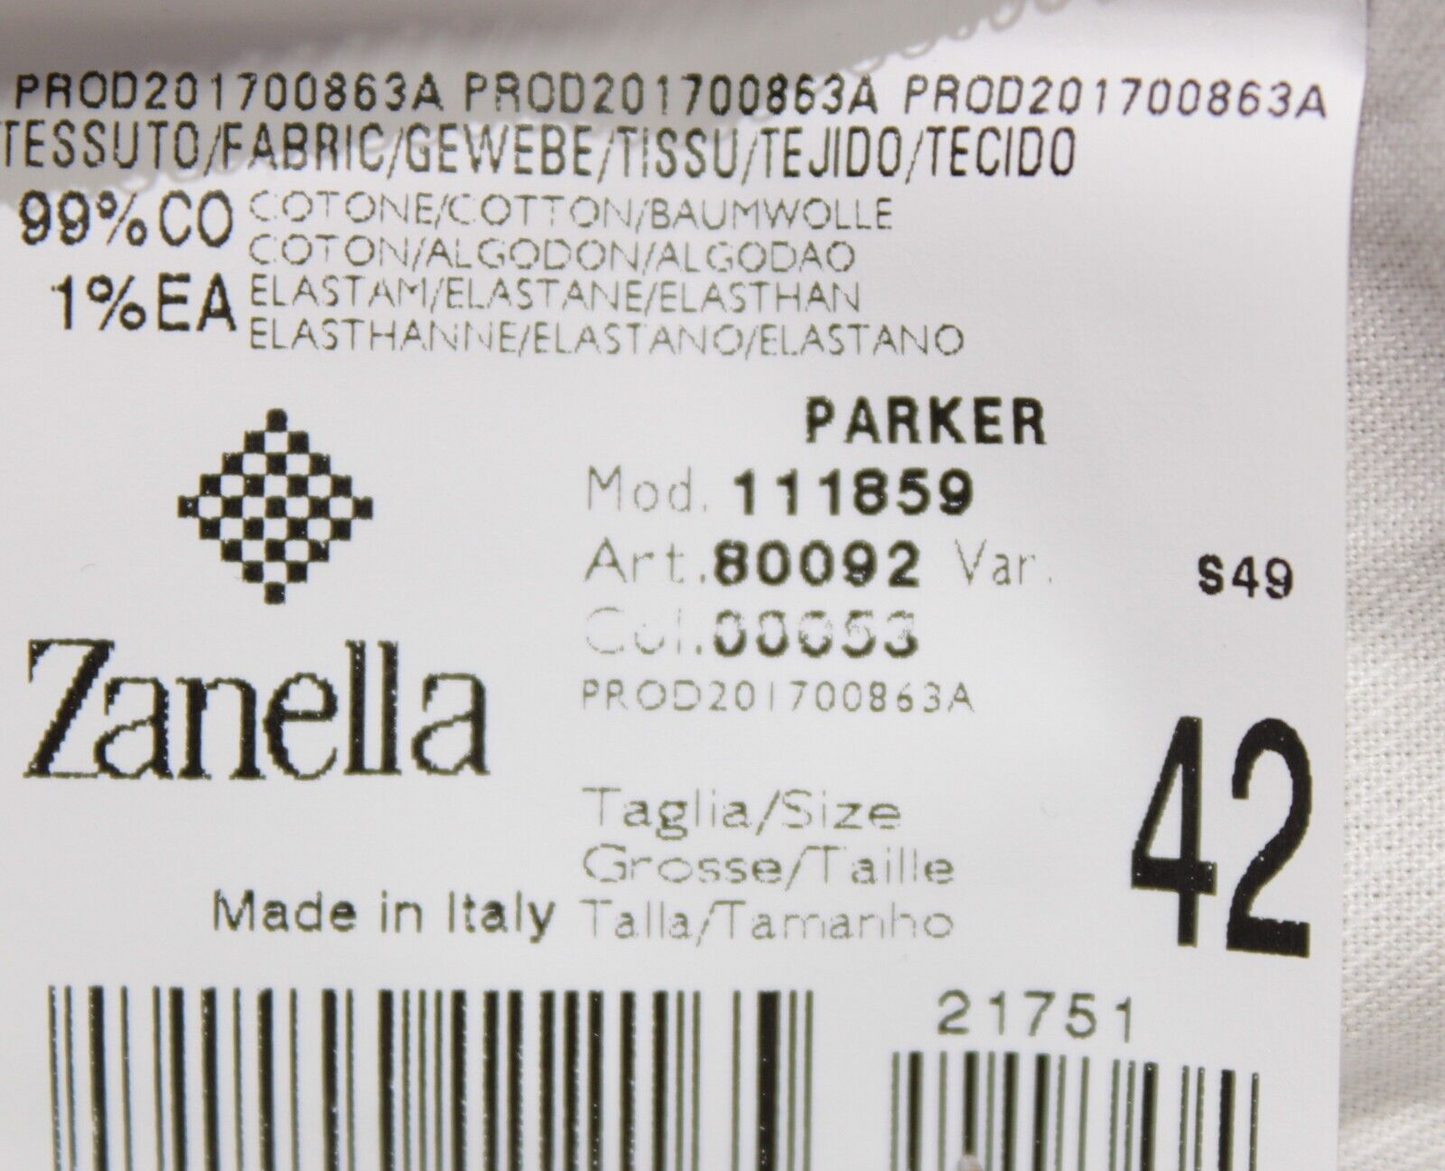 PROD201700863A PROD201700863A PROD201700863A
TESSUTO/FABRIC/GEWEBE/TISSU/TEJIDO/TECIDO
99%CO COTONE/COTTON/BAUMWOLLE
COTON/ALGODON/ALGODAO
1%EA ELASTAM/ELASTANE/ELASTHAN
ELASTHANNE/ELASTANO/ELASTANO
PARKER
Mod. 111859
Art.80092 Var. S49
Col.00053
PROD201700863A
Zanella
Taglia/Size
Grosse/Taille
Talla/Tamanho
42
Made in Italy
21751